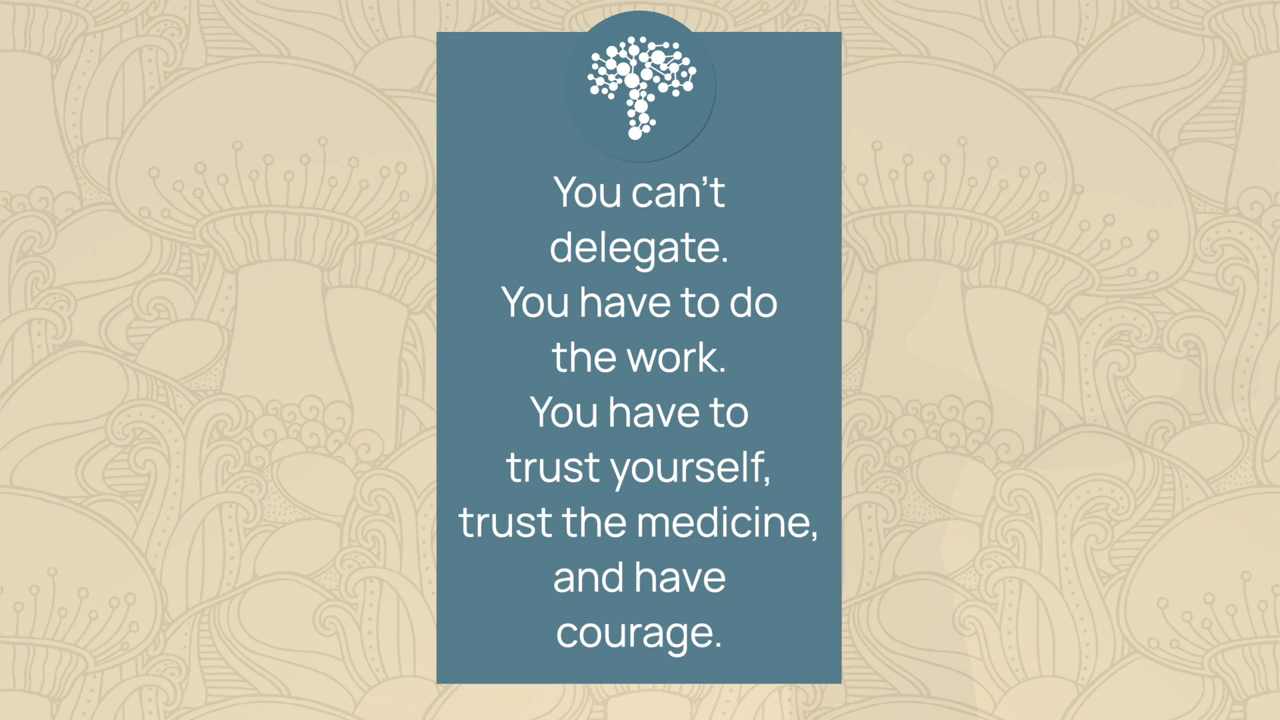 You can’t
delegate.
You have to do
the work.
You have to
trust yourself,
trust the medicine,
and have
courage.